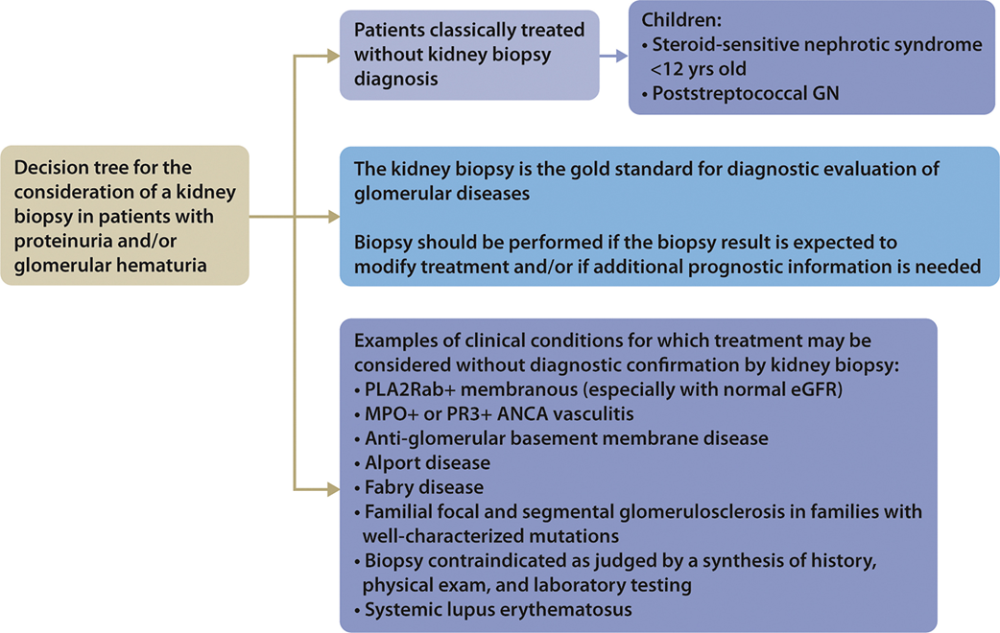 Decision tree for the
consideration of a kidney
biopsy in patients with
proteinuria and/or
glomerular hematuria
Patients classically treated
without kidney biopsy
diagnosis
Children:
• Steroid-sensitive nephrotic syndrome
<12 yrs old
• Poststreptococcal GN
The kidney biopsy is the gold standard for diagnostic evaluation of
glomerular diseases
Biopsy should be performed if the biopsy result is expected to
modify treatment and/or if additional prognostic information is needed
Examples of clinical conditions for which treatment may be
considered without diagnostic confirmation by kidney biopsy:
• PLA2Rab+ membranous (especially with normal eGFR)
• MPO+ or PR3+ ANCA vasculitis
• Anti-glomerular basement membrane disease
• Alport disease
• Fabry disease
• Familial focal and segmental glomerulosclerosis in families with
well-characterized mutations
• Biopsy contraindicated as judged by a synthesis of history,
physical exam, and laboratory testing
• Systemic lupus erythematosus